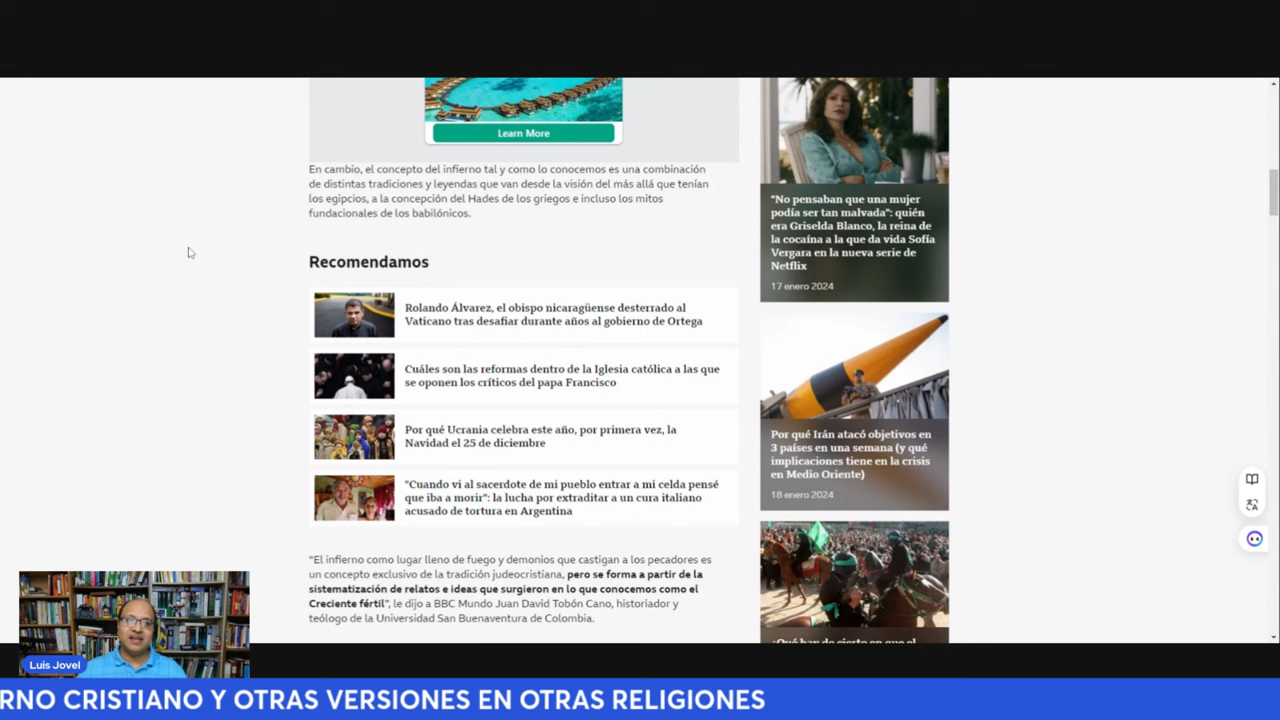 Learn More
En cambio, el concepto del infierno tal y como lo conocemos es una combinación
de distintas tradiciones y leyendas que van desde la visión del más allá que tenían
los egipcios, a la concepción del Hades de los griegos e incluso los mitos
fundacionales de los babilónicos.
Recomendamos
Rolando Álvarez, el obispo nicaragüense desterrado al
Vaticano tras desafiar durante años al gobierno de Ortega
Cuáles son las reformas dentro de la Iglesia católica a las que
se oponen los críticos del papa Francisco
Por qué Ucrania celebra este año, por primera vez, la
Navidad el 25 de diciembre
"Cuando vi al sacerdote de mi pueblo entrar a mi celda pensé
que iba a morir": la lucha por extraditar a un cura italiano
acusado de tortura en Argentina
“El infierno como lugar lleno de fuego y demonios que castigan a los pecadores es
un concepto exclusivo de la tradición judeocristiana, pero se forma a partir de la
sistematización de relatos e ideas que surgieron en lo que conocemos como el
Creciente fértil”, le dijo a BBC Mundo Juan David Tobón Cano, historiador y
teólogo de la Universidad San Buenaventura de Colombia.
"No pensaban que una mujer
podía ser tan malvada": quién
era Griselda Blanco, la reina de
la cocaína a la que da vida Sofía
Vergara en la nueva serie de
Netflix
17 enero 2024
Por qué Irán atacó objetivos en
3 países en una semana (y qué
implicaciones tiene en la crisis
en Medio Oriente)
18 enero 2024
¿Qué hay de cierto en que el
Luis Jovel
RNO CRISTIANO Y OTRAS VERSIONES EN OTRAS RELIGIONES